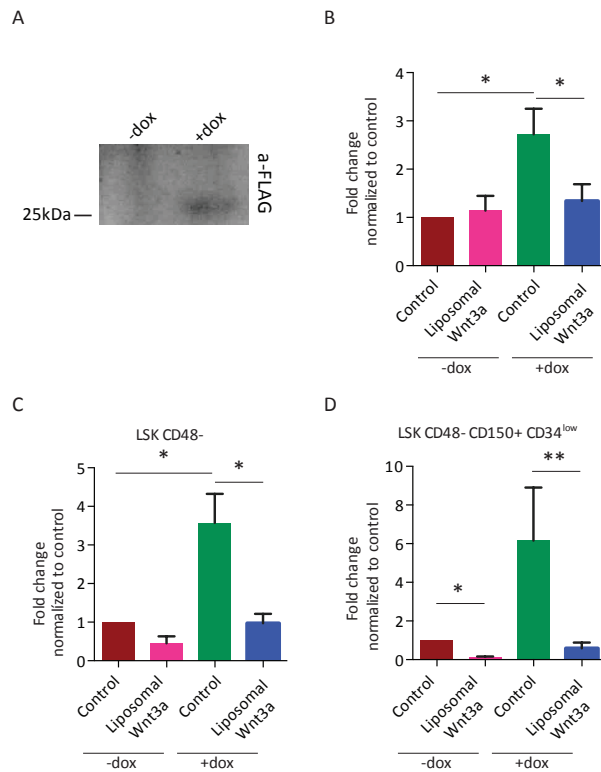 A
-dox
+dox
a-FLAG
25kDa
B
Fold change
normalized to control
4
3
2
1
0
*
*
Control
Liposomal
Wnt3a
Control
Liposomal
Wnt3a
-dox
+dox
C
LSK CD48-
Fold change
normalized to control
5
4
3
2
1
0
*
*
Control
Liposomal
Wnt3a
Control
Liposomal
Wnt3a
-dox
+dox
D
LSK CD48- CD150+ CD34low
Fold change
normalized to control
10
8
6
4
2
0
*
**
Control
Liposomal
Wnt3a
Control
Liposomal
Wnt3a
-dox
+dox